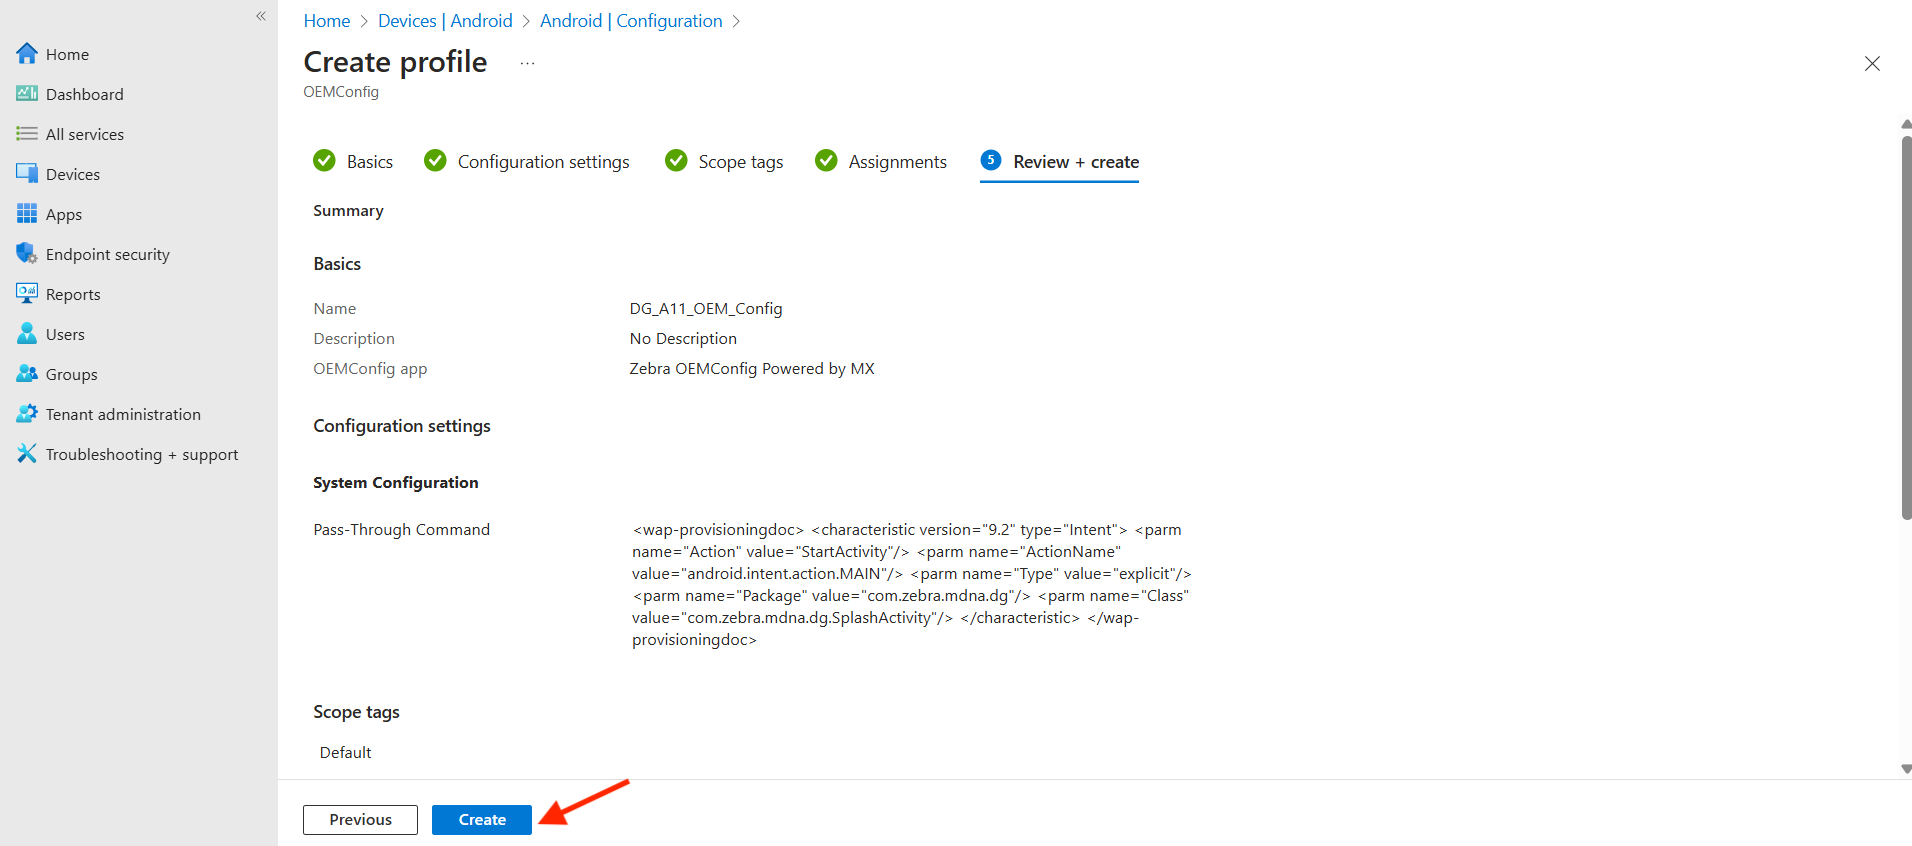 «
Home
Dashboard
All services
Devices
Apps
Endpoint security
Reports
Users
Groups
Tenant administration
Troubleshooting + support
Home > Devices | Android > Android | Configuration >
Create profile ...
OEMConfig
Basics Configuration settings Scope tags Assignments 5 Review + create
Summary
Basics
Name DG_A11_OEM_Config
Description No Description
OEMConfig app Zebra OEMConfig Powered by MX
Configuration settings
System Configuration
Pass-Through Command <wap-provisioningdoc> <characteristic version="9.2" type="Intent"> <parm
name="Action" value="StartActivity"/> <parm name="ActionName"
value="android.intent.action.MAIN"/> <parm name="Type" value="explicit"/>
<parm name="Package" value="com.zebra.mdna.dg"/> <parm name="Class"
value="com.zebra.mdna.dg.SplashActivity"/> </characteristic> </wap-
provisioningdoc>
Scope tags
Default
Previous Create